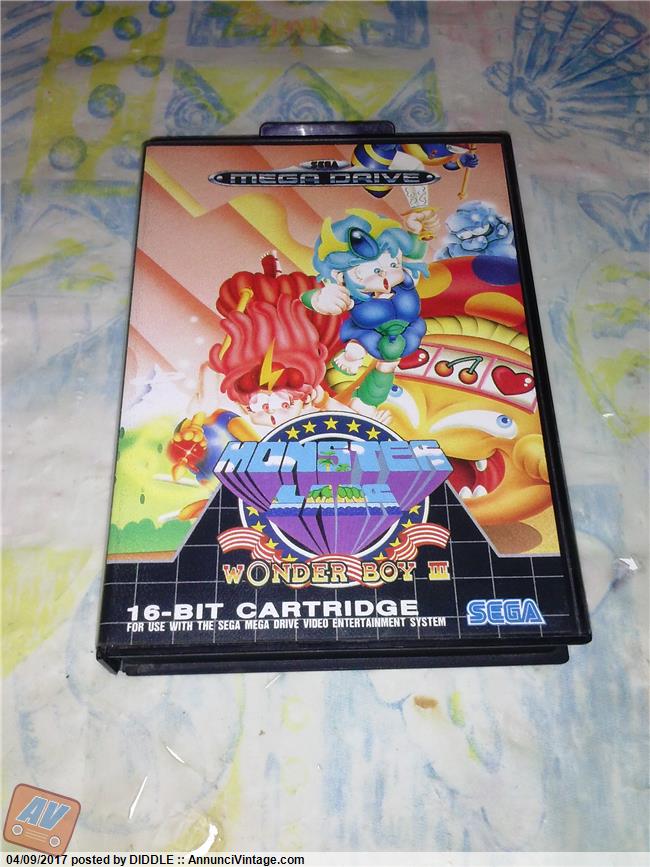 SEGA
MEGA DRIVE
MONSTER
LAIR
WONDER BOY III
16-BIT CARTRIDGE
FOR USE WITH THE SEGA MEGA DRIVE VIDEO ENTERTAINMENT SYSTEM
SEGA
AV
04/09/2017 posted by DIDDLE :: AnnunciVintage.com